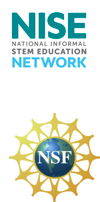 NISE
NATIONAL INFORMAL
STEM EDUCATION
NETWORK
NSF